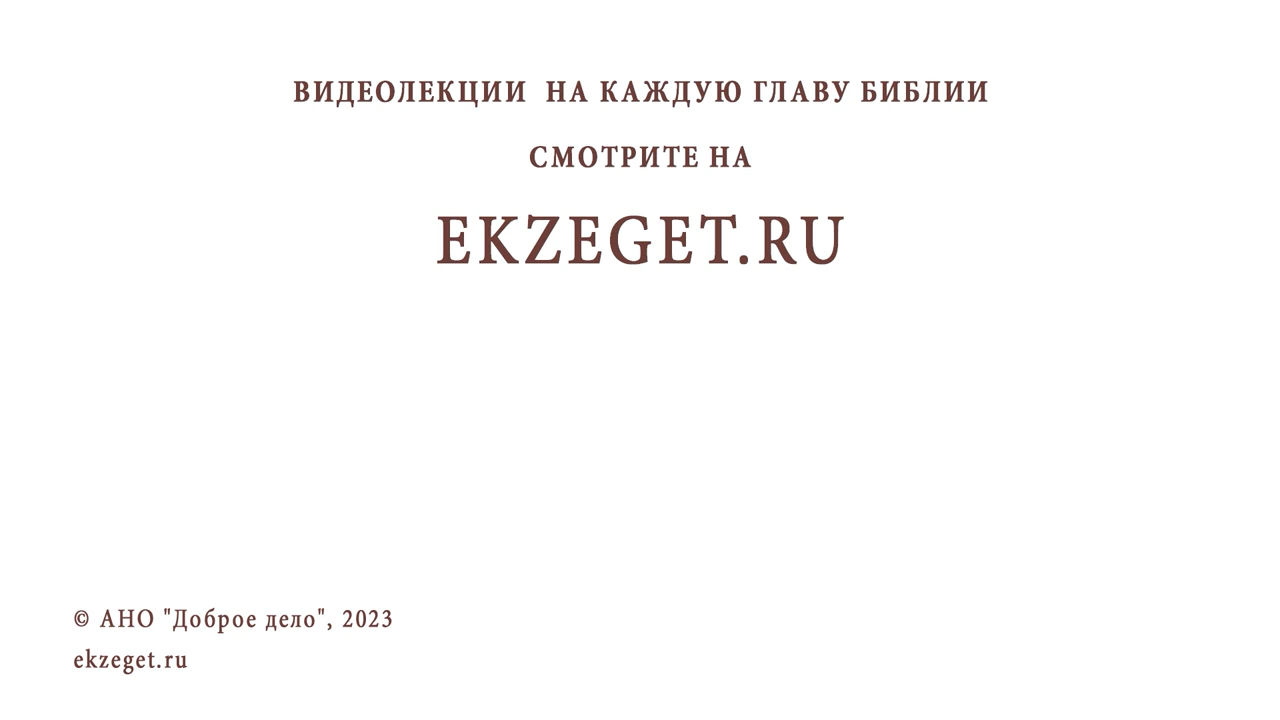 ВИДЕОЛЕКЦИИ НА КАЖДУЮ ГЛАВУ БИБЛИИ
СМОТРИТЕ НА
EKZEGET.RU
© АНО "Доброе дело", 2023
ekzeget.ru